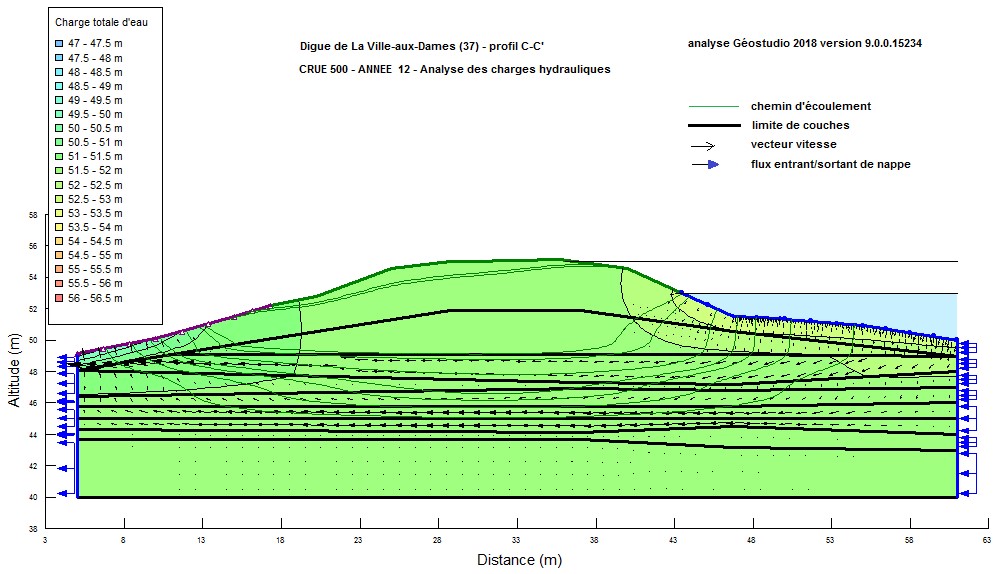 Charge totale d'eau
47 - 47.5 m
47.5 - 48 m
48 - 48.5 m
48.5 - 49 m
49 - 49.5 m
49.5 - 50 m
50 - 50.5 m
50.5 - 51 m
51 - 51.5 m
51.5 - 52 m
52 - 52.5 m
52.5 - 53 m
53 - 53.5 m
53.5 - 54 m
54 - 54.5 m
54.5 - 55 m
55 - 55.5 m
55.5 - 56 m
56 - 56.5 m
Digue de La Ville-aux-Dames (37) - profil C-C'
CRUE 500 - ANNEE 12 - Analyse des charges hydrauliques
analyse Géostudio 2018 version 9.0.0.15234
chemin d'écoulement
limite de couches
vecteur vitesse
flux entrant/sortant de nappe
Altitude (m)
58
56
54
52
50
48
46
44
42
40
38
3
8
13
18
23
28
33
38
43
48
53
58
63
Distance (m)